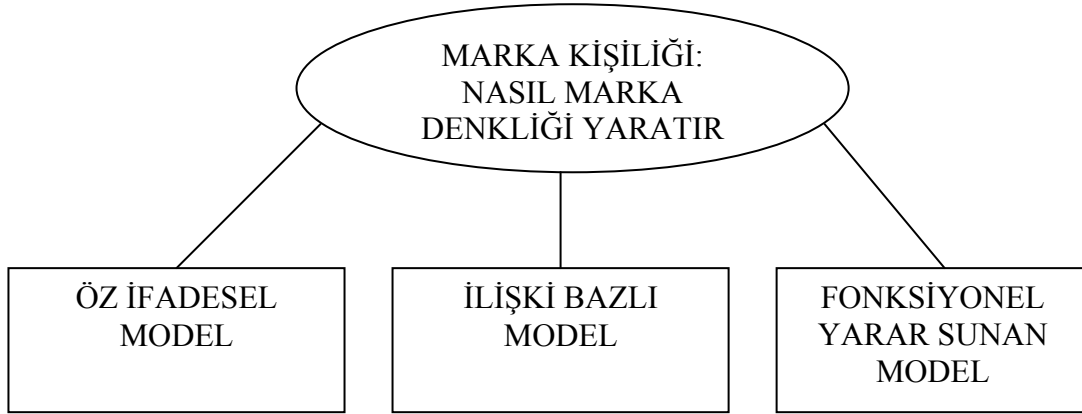 MARKA KİŞİLİĞİ:
NASIL MARKA
DENKLİĞİ YARATIR
ÖZ İFADESEL
MODEL
İLİŞKİ BAZLI
MODEL
FONKSİYONEL
YARAR SUNAN
MODEL